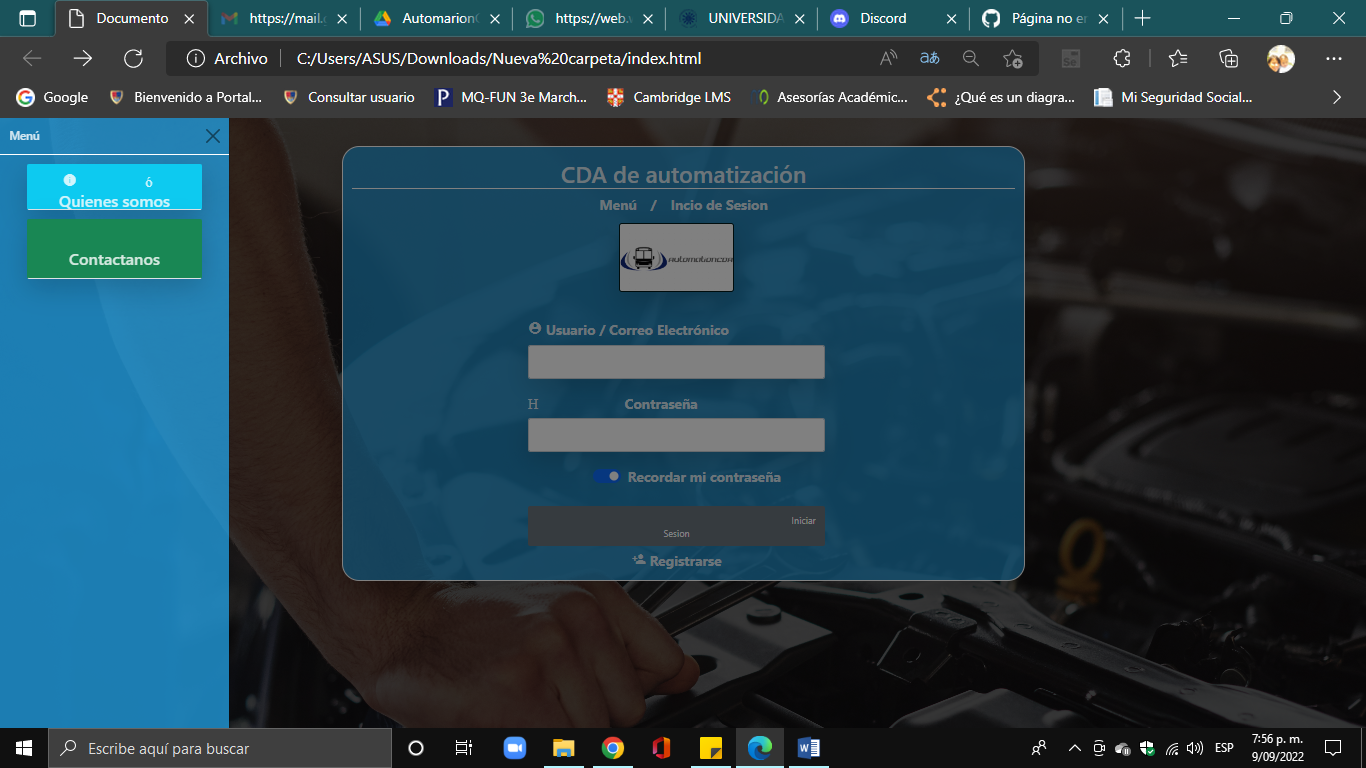 Documento
https://mail.g
Automarion
https://web.w
UNIVERSIDA
Discord
Página no en
Archivo
C:/Users/ASUS/Downloads/Nueva%20carpeta/index.html
Google
Bienvenido a Portal...
Consultar usuario
MQ-FUN 3e March...
Cambridge LMS
Asesorías Académic...
¿Qué es un diagra...
Mi Seguridad Social...
Menú
ó
Quienes somos
Contactanos
CDA de automatización
Menú / Incio de Sesion
AUTOMOTIONCDA
Usuario / Correo Electrónico
H Contraseña
Recordar mi contraseña
Iniciar
Sesion
Registrarse
Escribe aquí para buscar
ESP
7:56 p. m.
9/09/2022